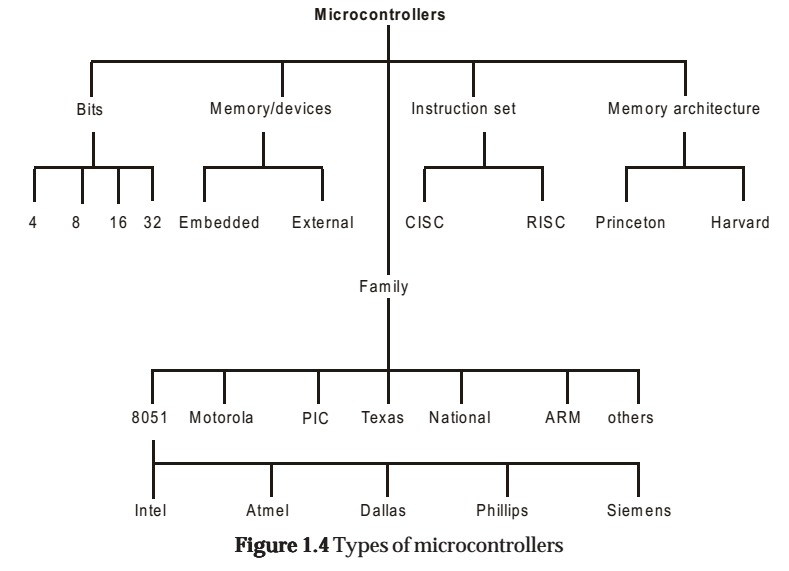 Microcontrollers
Bits Memory/devices Instruction set Memory architecture
4 8 16 32 Embedded External CISC RISC Princeton Harvard
Family
8051 Motorola PIC Texas National ARM others
Intel Atmel Dallas Phillips Siemens
Figure 1.4 Types of microcontrollers